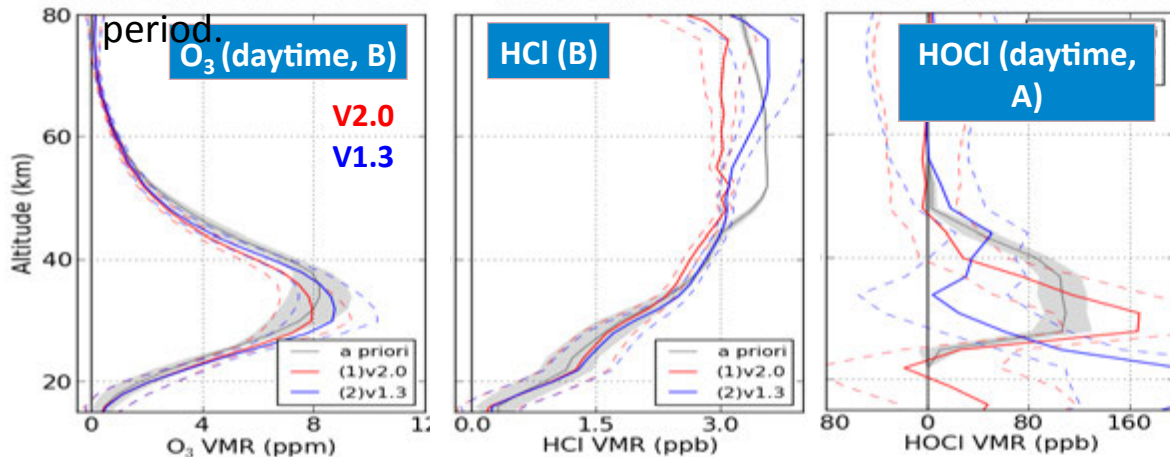 period.
O₃ (daytime, B)
V2.0
V1.3
80
60
40
20
Altitude (km)
a priori
(1)v2.0
(2)v1.3
0
4
8
12
O₃ VMR (ppm)
HCl (B)
a priori
(1)v2.0
(2)v1.3
0.0
1.5
3.0
HCl VMR (ppb)
HOCl (daytime,
A)
80
0
80
160
HOCl VMR (ppb)